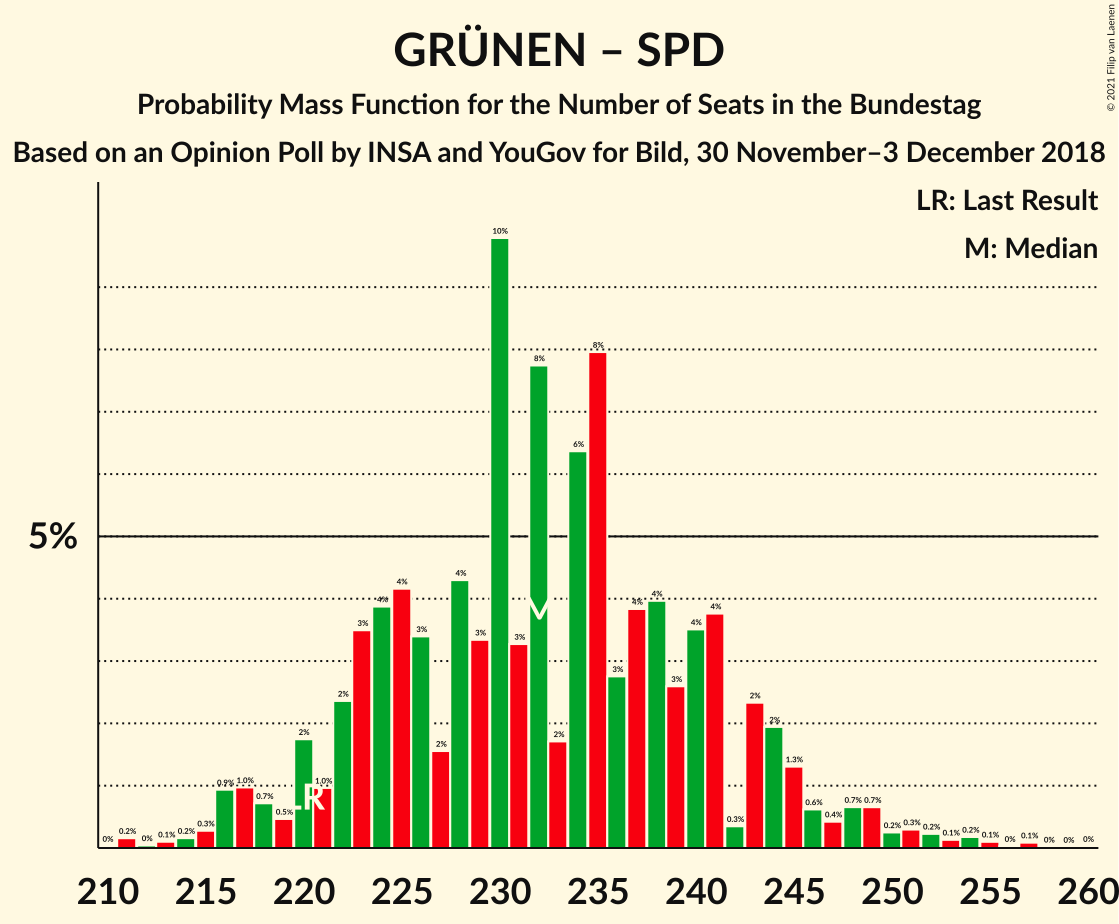 GRÜNEN – SPD
Probability Mass Function for the Number of Seats in the Bundestag
Based on an Opinion Poll by INSA and YouGov for Bild, 30 November–3 December 2018
© 2021 Filip van Laenen
LR: Last Result
M: Median
5%
0% 0.2% 0% 0.1% 0.2% 0.3% 0.9% 1.0% 0.7% 0.5% 2% 1.0% 2% 3% 4% 4% 3% 2% 4% 3% 10% 3% 8% 2% 6% 8% 3% 4% 4% 3% 4% 4% 0.3% 2% 2% 1.3% 0.6% 0.4% 0.7% 0.7% 0.2% 0.3% 0.2% 0.1% 0.2% 0.1% 0% 0.1% 0% 0% 0%
LR
M
210 215 220 225 230 235 240 245 250 255 260